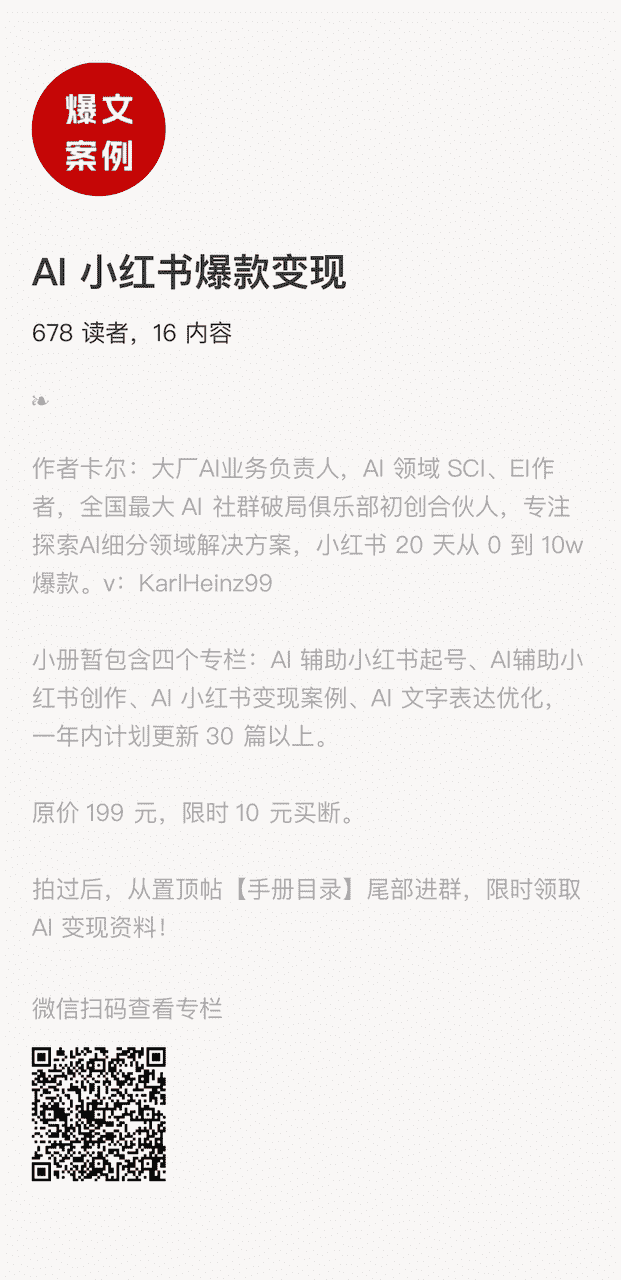 爆文
案例
AI 小红书爆款变现
678 读者，16 内容
作者卡尔：大厂AI业务负责人，AI 领域 SCI、EI作
者，全国最大 AI 社群破局俱乐部初创合伙人，专注
探索AI细分领域解决方案，小红书 20 天从 0 到 10w
爆款。v：KarlHeinz99
小册暂包含四个专栏：AI 辅助小红书起号、AI辅助小
红书创作、AI 小红书变现案例、AI 文字表达优化，
一年内计划更新 30 篇以上。
原价 199 元，限时 10 元买断。
拍过后，从置顶帖【手册目录】尾部进群，限时领取
AI 变现资料！
微信扫码查看专栏